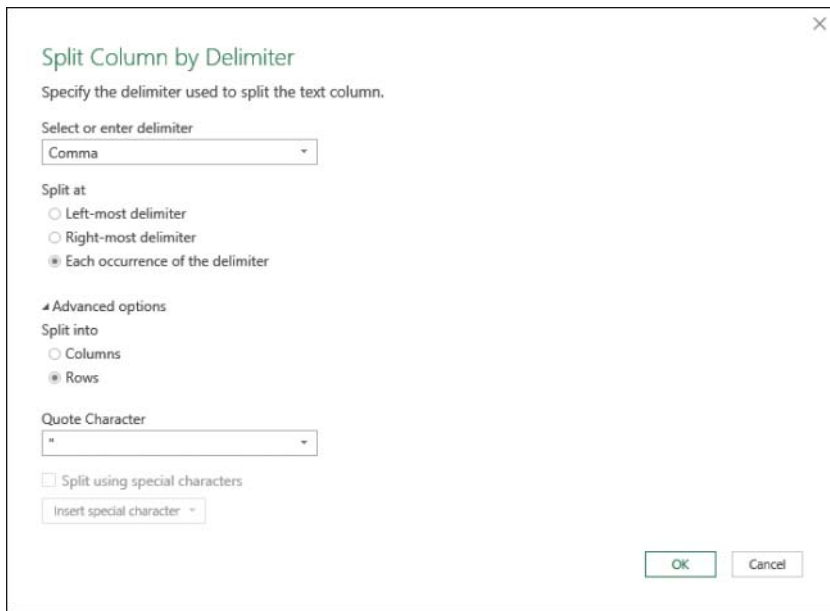 Split Column by Delimiter
Specify the delimiter used to split the text column.
Select or enter delimiter
Comma
Split at
Left-most delimiter
Right-most delimiter
Each occurrence of the delimiter
Advanced options
Split into
Columns
Rows
Quote Character
"
Split using special characters
Insert special character
OK Cancel